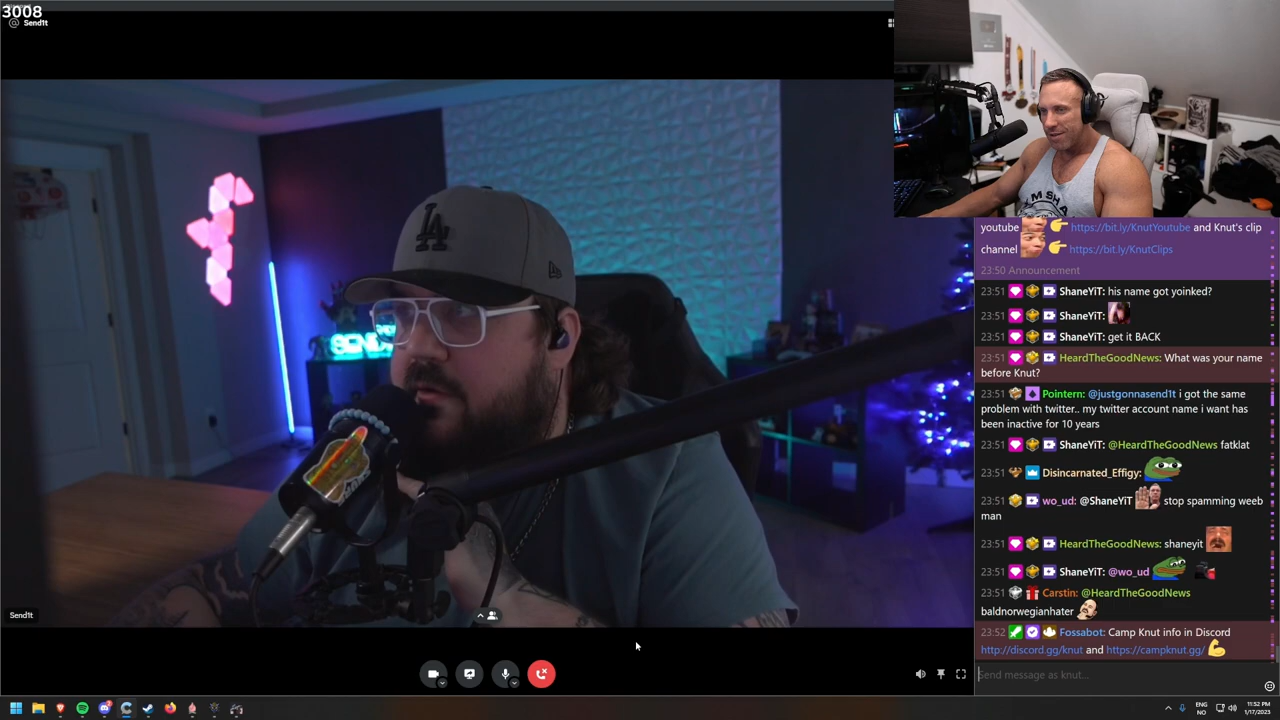 3008
@ Send1t
LA
SEND
M SHA
youtube https://bit.ly/KnutYoutube and Knut's clip
channel https://bit.ly/KnutClips
23:50 Announcement
23:51 ShaneYiT: his name got yoinked?
23:51 ShaneYiT:
23:51 ShaneYiT: get it BACK
23:51 HeardTheGoodNews: What was your name
before Knut?
23:51 Pointern: @justgonnasend1t i got the same
problem with twitter.. my twitter account name i want has
been inactive for 10 years
23:51 ShaneYiT: @HeardTheGoodNews fatklat
23:51 Disincarnated_Effigy:
23:51 wo_ud: @ShaneYiT stop spamming weeb
man
23:51 HeardTheGoodNews: shaneyit
23:51 ShaneYiT: @wo_ud
23:51 Carstin: @HeardTheGoodNews
baldnorwegianhater
23:52 Fossabot: Camp Knut info in Discord
http://discord.gg/knut and https://campknut.gg/
Send message as knut...
Send1t
ENG
NO
11:52 PM
1/17/2023